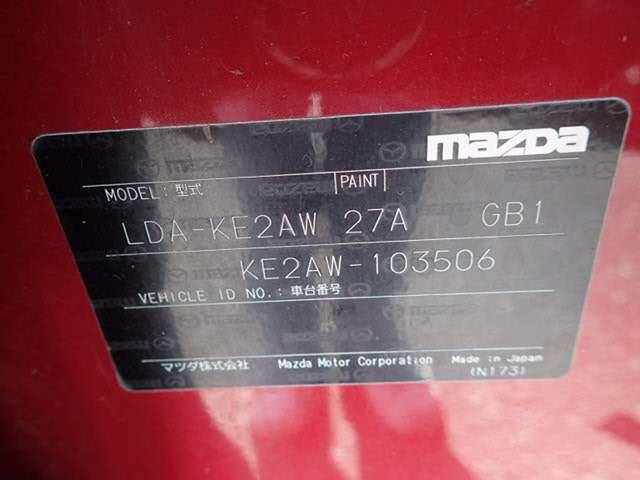 mazda
MODEL: 型式 PAINT
LDA-KE2AW 27A GB1
KE2AW-103506
VEHICLE ID NO.: 車台番号
マツダ株式会社 Mazda Motor Corporation Made in Japan
(N173)